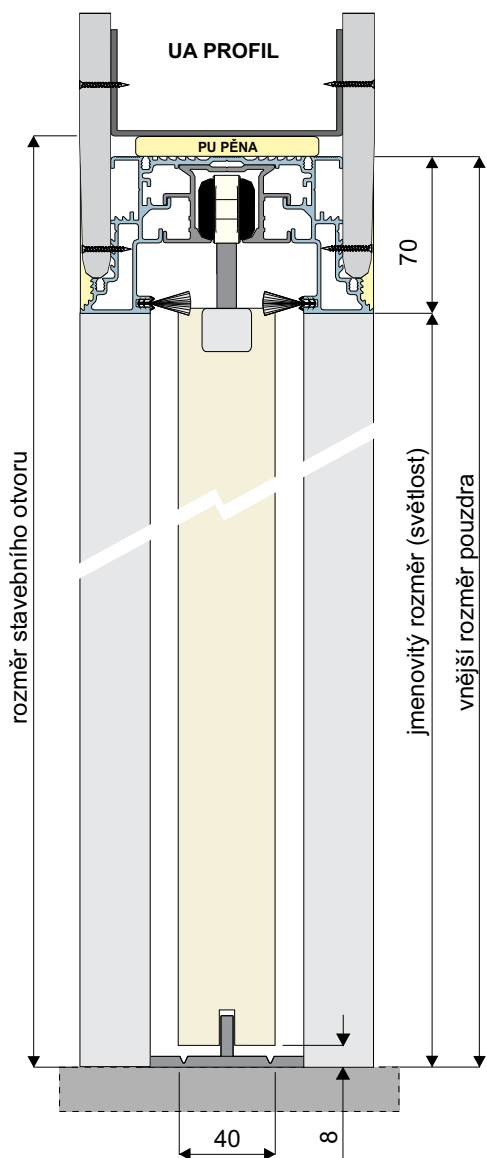 UA PROFIL
PU PĚNA
70
rozměr stavebního otvoru
jmenovitý rozměr (světlost)
vnější rozměr pouzdra
40
8